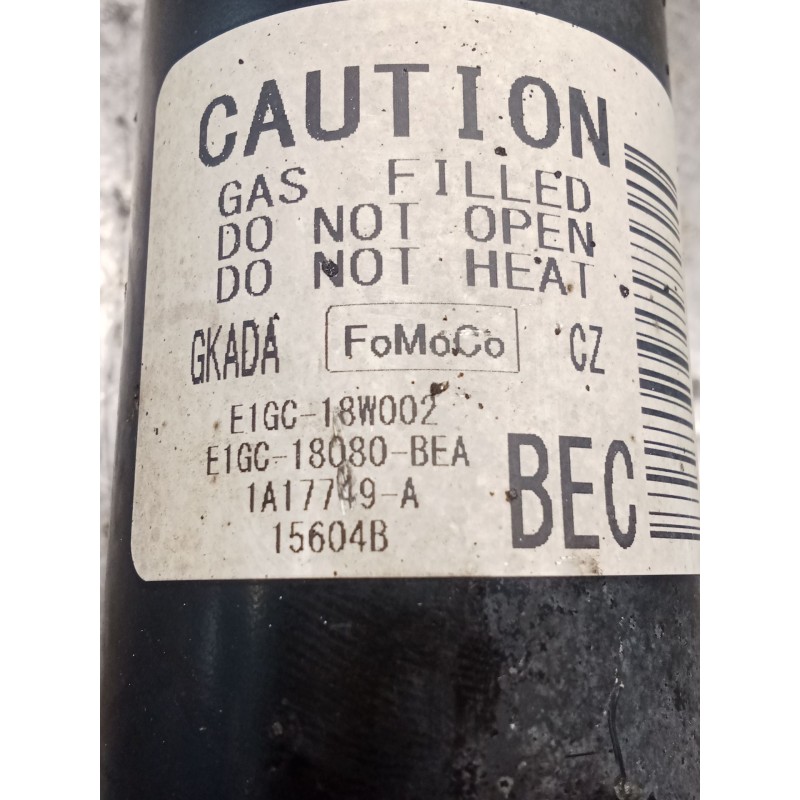 CAUTION
GAS FILLED
DO NOT OPEN
DO NOT HEAT
GKADA FoMoCo CZ
E1GC-18W002
E1GC-18080-BEA
1A17749-A
15604B
BEC